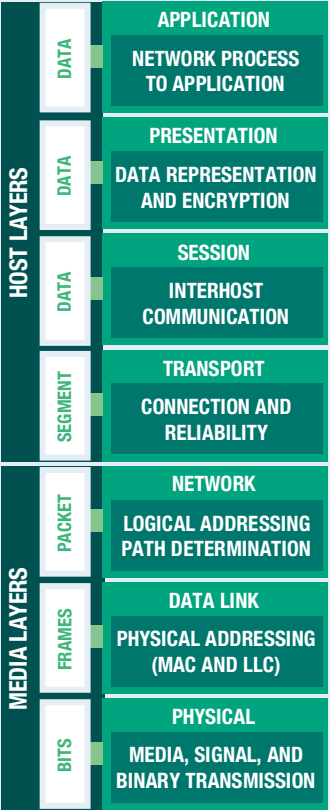 HOST LAYERS
DATA
APPLICATION
NETWORK PROCESS
TO APPLICATION
DATA
PRESENTATION
DATA REPRESENTATION
AND ENCRYPTION
DATA
SESSION
INTERHOST
COMMUNICATION
SEGMENT
TRANSPORT
CONNECTION AND
RELIABILITY
MEDIA LAYERS
PACKET
NETWORK
LOGICAL ADDRESSING
PATH DETERMINATION
FRAMES
DATA LINK
PHYSICAL ADDRESSING
(MAC AND LLC)
BITS
PHYSICAL
MEDIA, SIGNAL, AND
BINARY TRANSMISSION